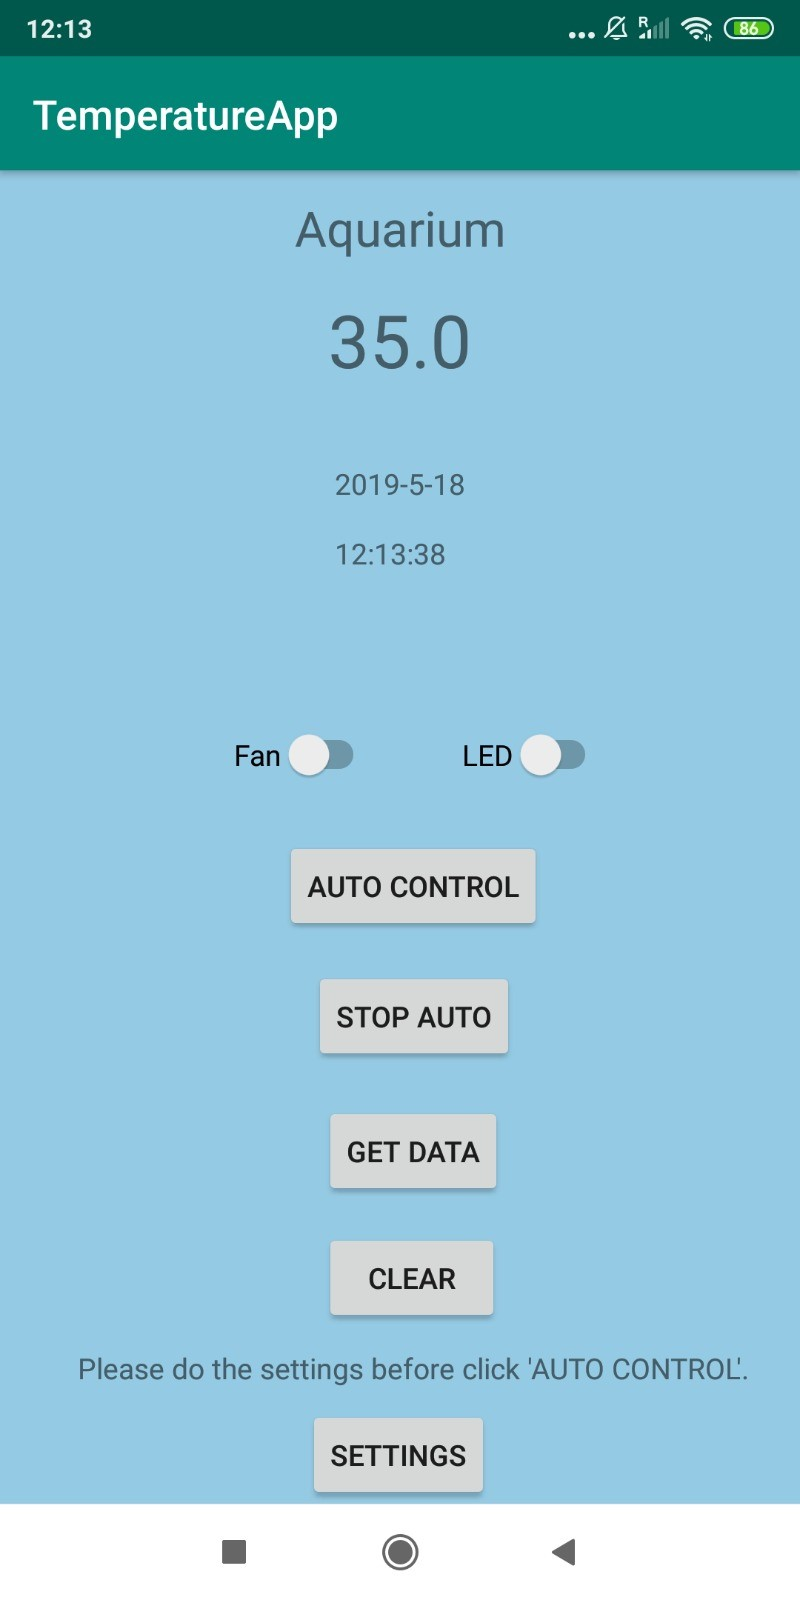 12:13
R
86
TemperatureApp
Aquarium
35.0
2019-5-18
12:13:38
Fan
LED
AUTO CONTROL
STOP AUTO
GET DATA
CLEAR
Please do the settings before click 'AUTO CONTROL'.
SETTINGS